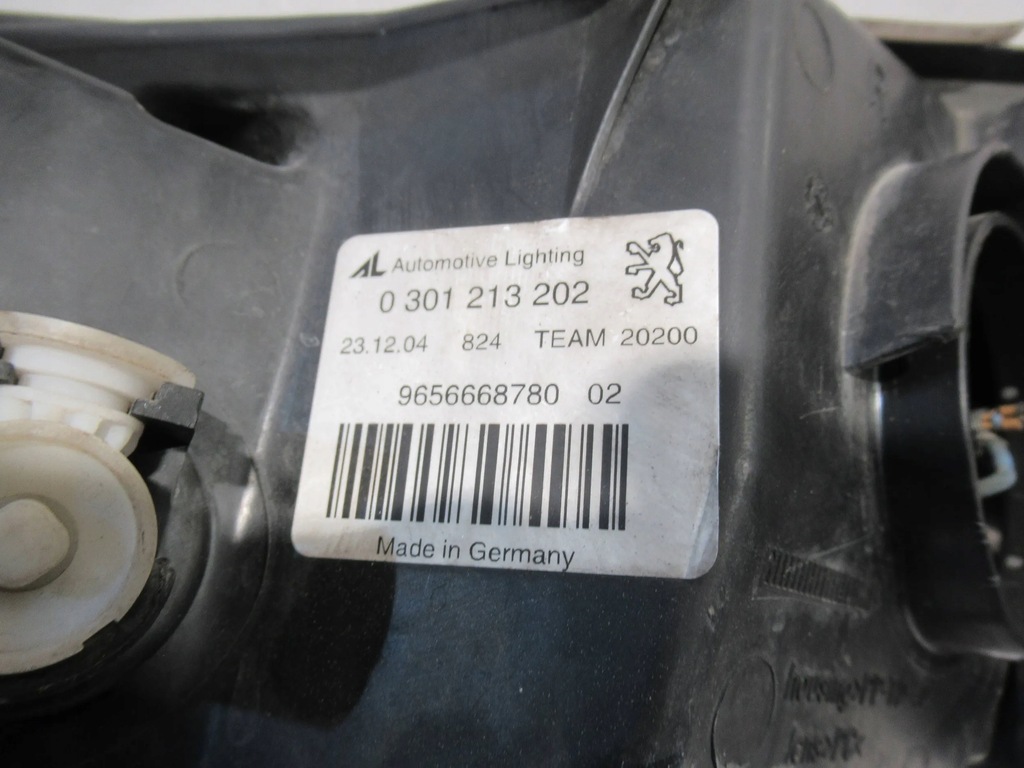 AL Automotive Lighting
0 301 213 202
23.12.04 824 TEAM 20200
9656668780 02
Made in Germany